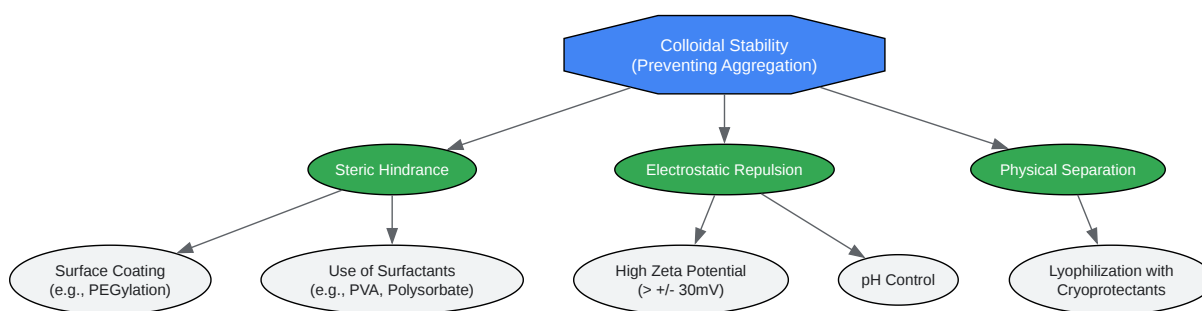 Colloidal Stability
(Preventing Aggregation)
Steric Hindrance
Electrostatic Repulsion
Physical Separation
Surface Coating
(e.g., PEGylation)
Use of Surfactants
(e.g., PVA, Polysorbate)
High Zeta Potential
(> +/- 30mV)
pH Control
Lyophilization with
Cryoprotectants